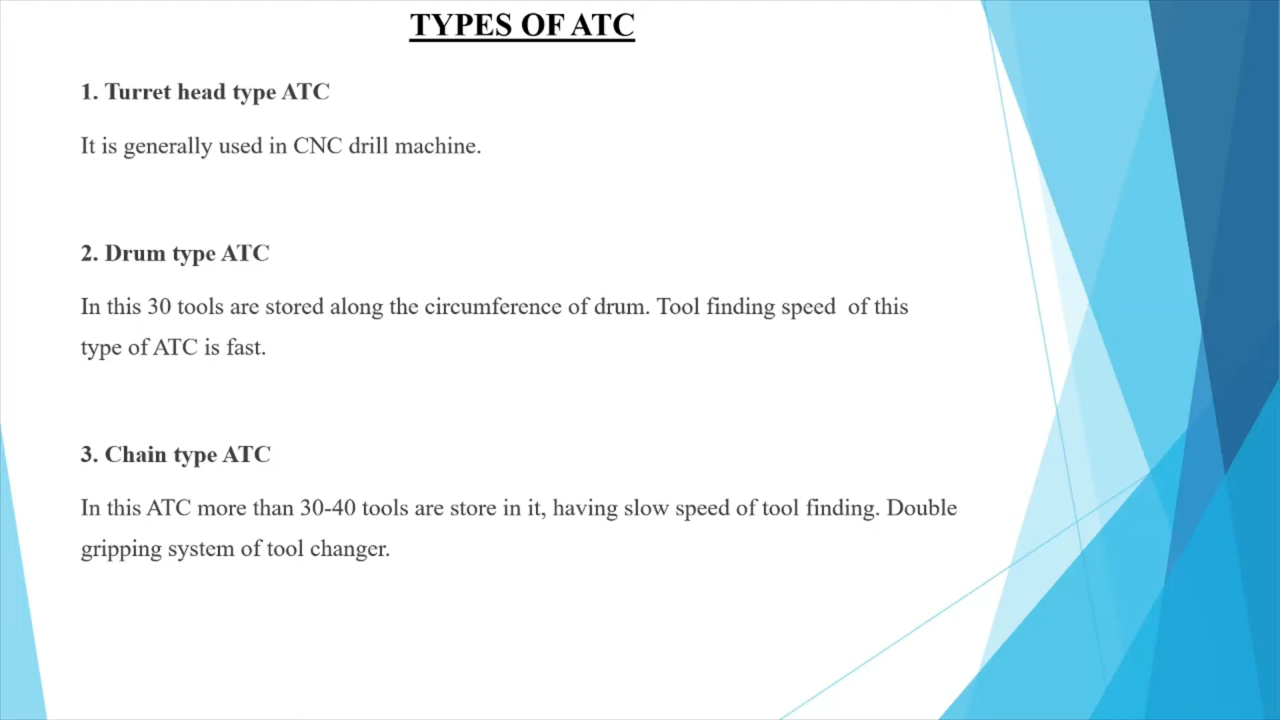 TYPES OF ATC
1. Turret head type ATC
It is generally used in CNC drill machine.
2. Drum type ATC
In this 30 tools are stored along the circumference of drum. Tool finding speed  of this
type of ATC is fast.
3. Chain type ATC
In this ATC more than 30-40 tools are store in it, having slow speed of tool finding. Double
gripping system of tool changer.